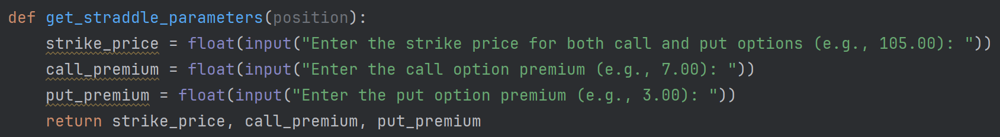 def get_straddle_parameters(position):
    strike_price = float(input("Enter the strike price for both call and put options (e.g., 105.00): "))
    call_premium = float(input("Enter the call option premium (e.g., 7.00): "))
    put_premium = float(input("Enter the put option premium (e.g., 3.00): "))
    return strike_price, call_premium, put_premium